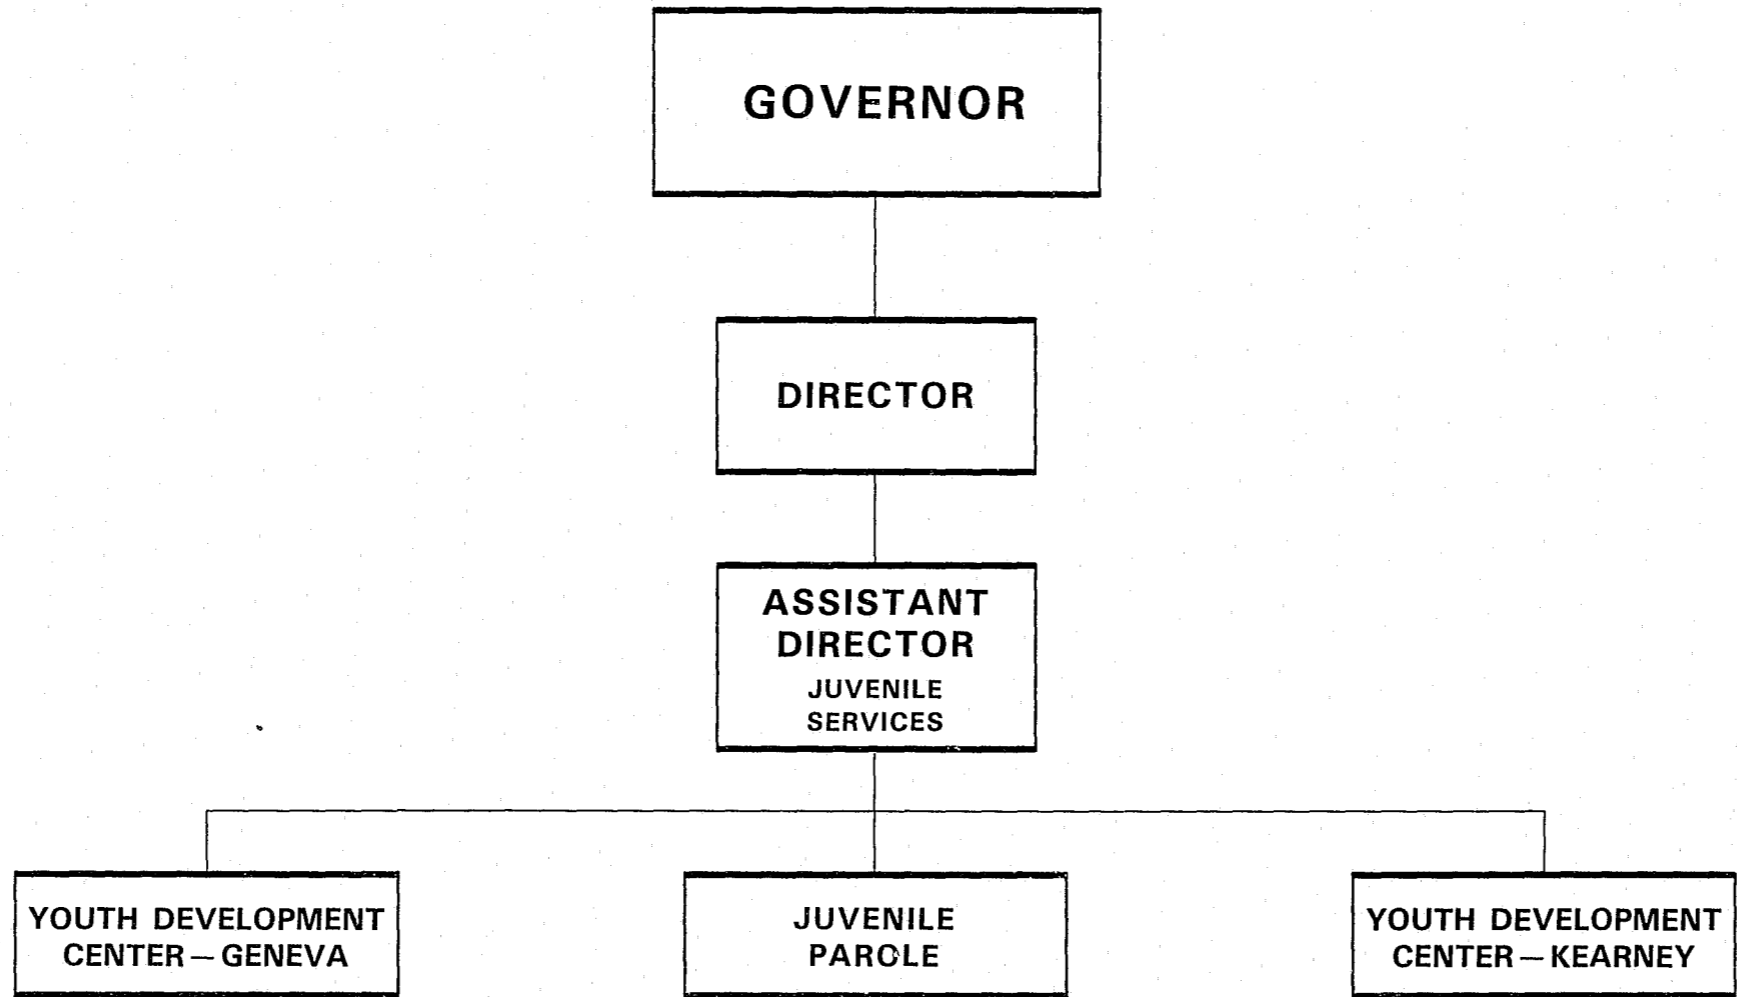 GOVERNOR
DIRECTOR
ASSISTANT
DIRECTOR
JUVENILE
SERVICES
YOUTH DEVELOPMENT
CENTER—GENEVA
JUVENILE
PAROLE
YOUTH DEVELOPMENT
CENTER—KEARNEY